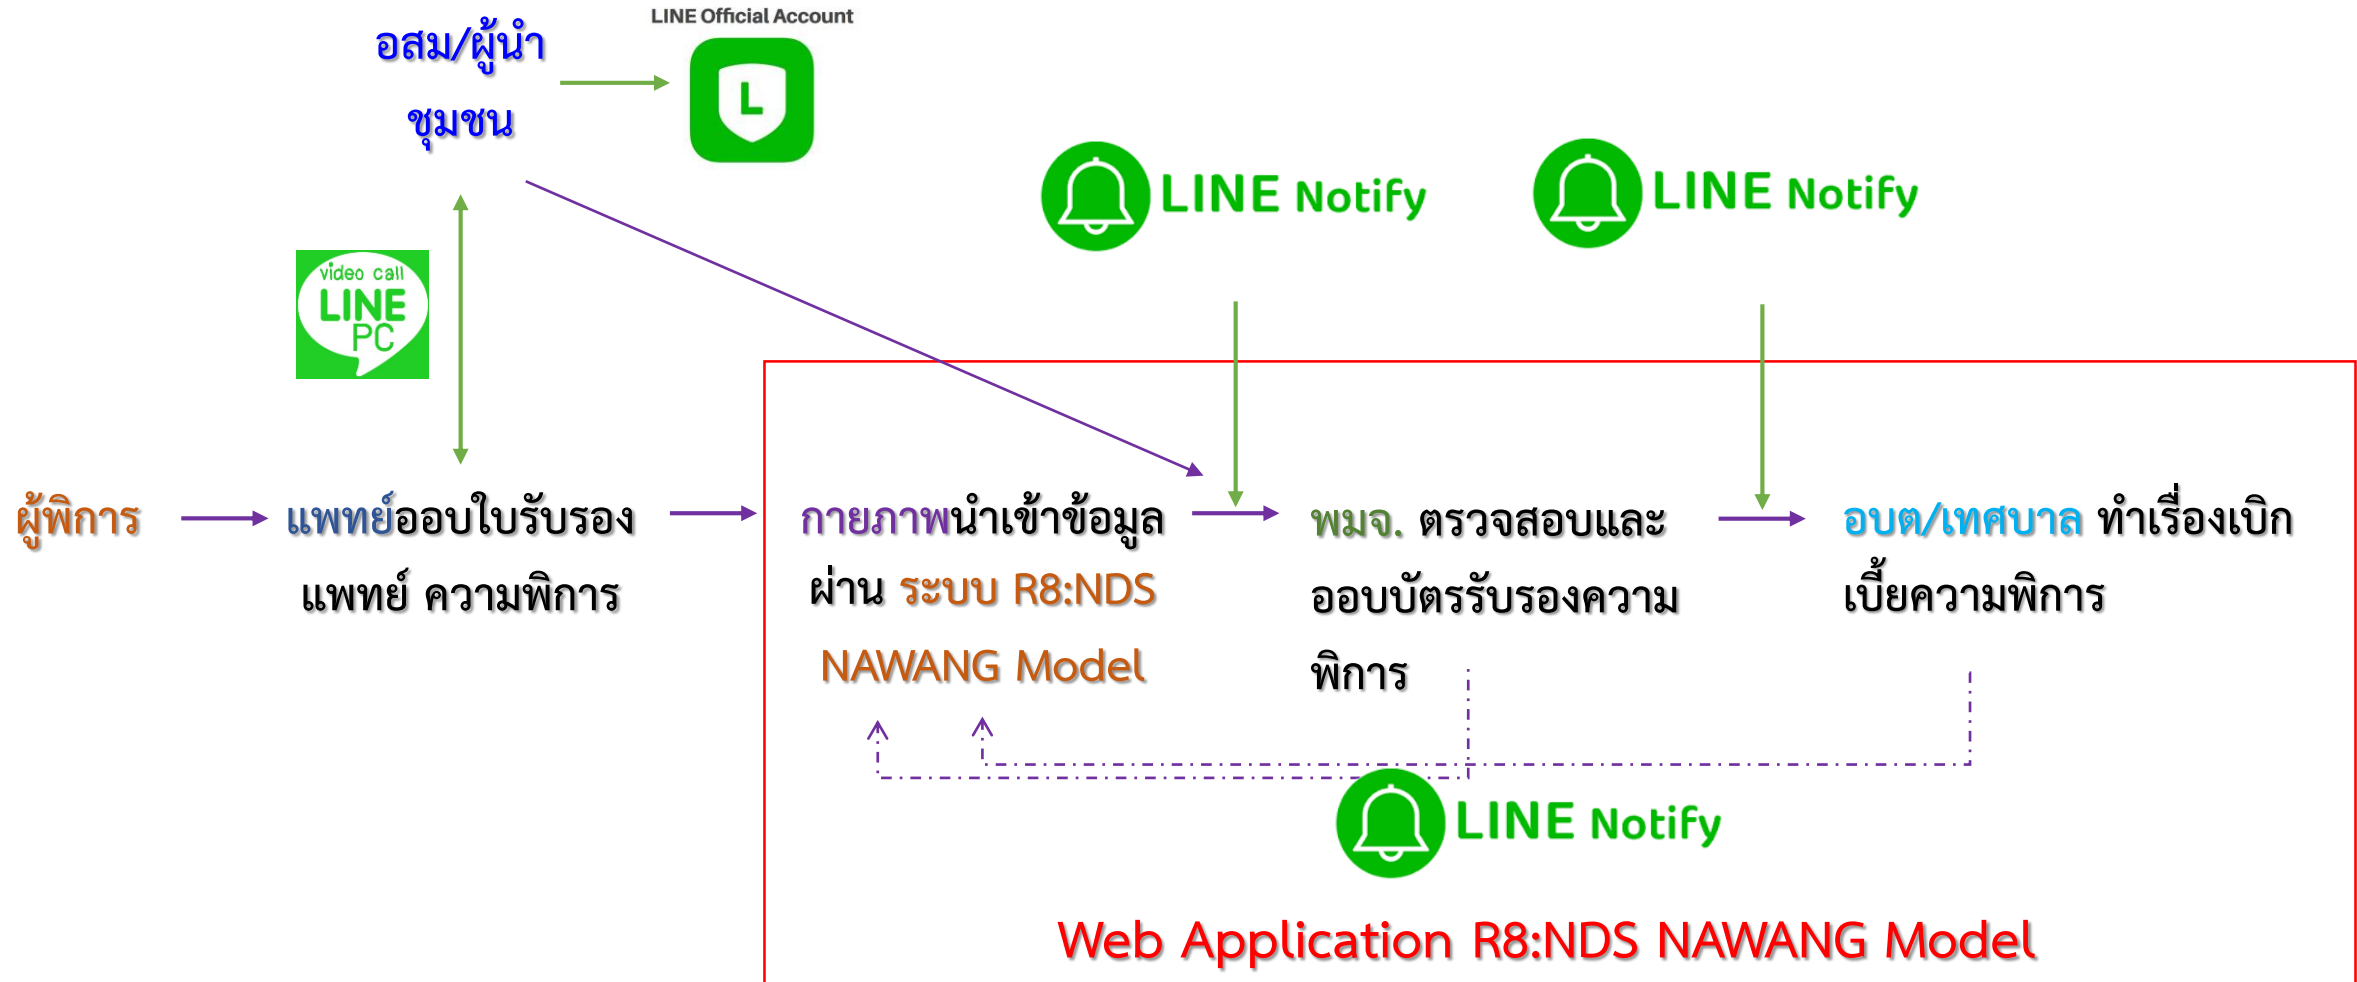 LINE Official Account
อสม/ผู้นำ
ชุมชน
L
LINE Notify
LINE Notify
video call
LINE
PC
ผู้พิการ
แพทย์ออบใบรับรอง
แพทย์ ความพิการ
กายภาพนำเข้าข้อมูล
ผ่าน ระบบ R8:NDS
NAWANG Model
พมจ. ตรวจสอบและ
ออบบัตรรับรองความ
พิการ
อบต/เทศบาล ทำเรื่องเบิก
เบี้ยความพิการ
LINE Notify
Web Application R8:NDS NAWANG Model